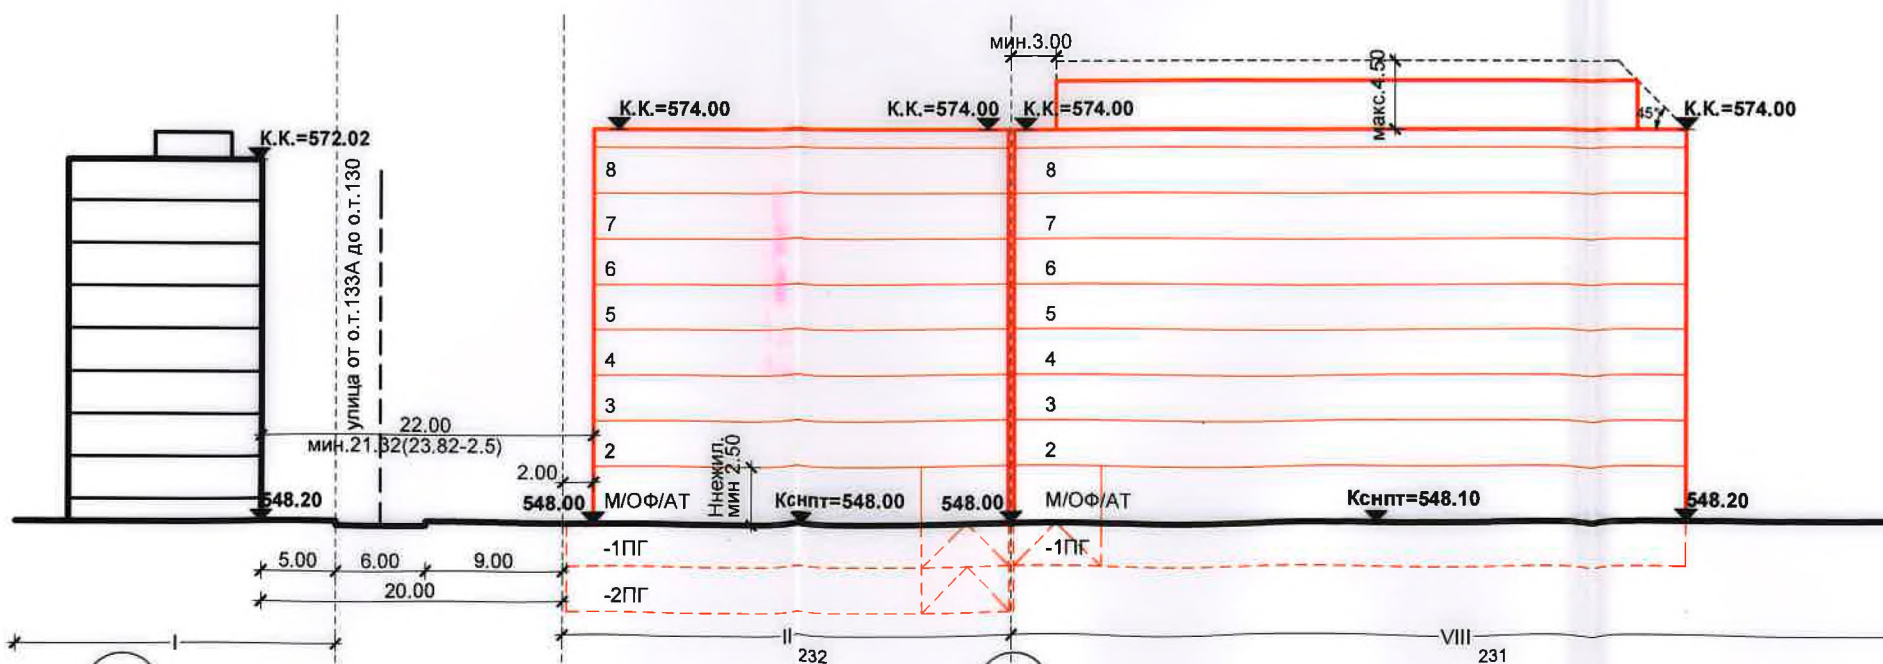 мин.3.00
макс.4.50
К.К.=574.00
К.К.=574.00
К.К.=574.00
45°
К.К.=574.00
К.К.=572.02
улица от о.т.133А до о.т.130
8
8
7
7
6
6
5
5
4
4
3
3
22.00
мин.21.32(23.82-2.5)
2
2
2.00
Ннежил.
мин 2.50
548.20
548.00
М/ОФ/АТ
Кснпт=548.00
548.00
М/ОФ/АТ
Кснпт=548.10
548.20
-1ПГ
-1ПГ
5.00
6.00
9.00
20.00
-2ПГ
I
II
VIII
232
231